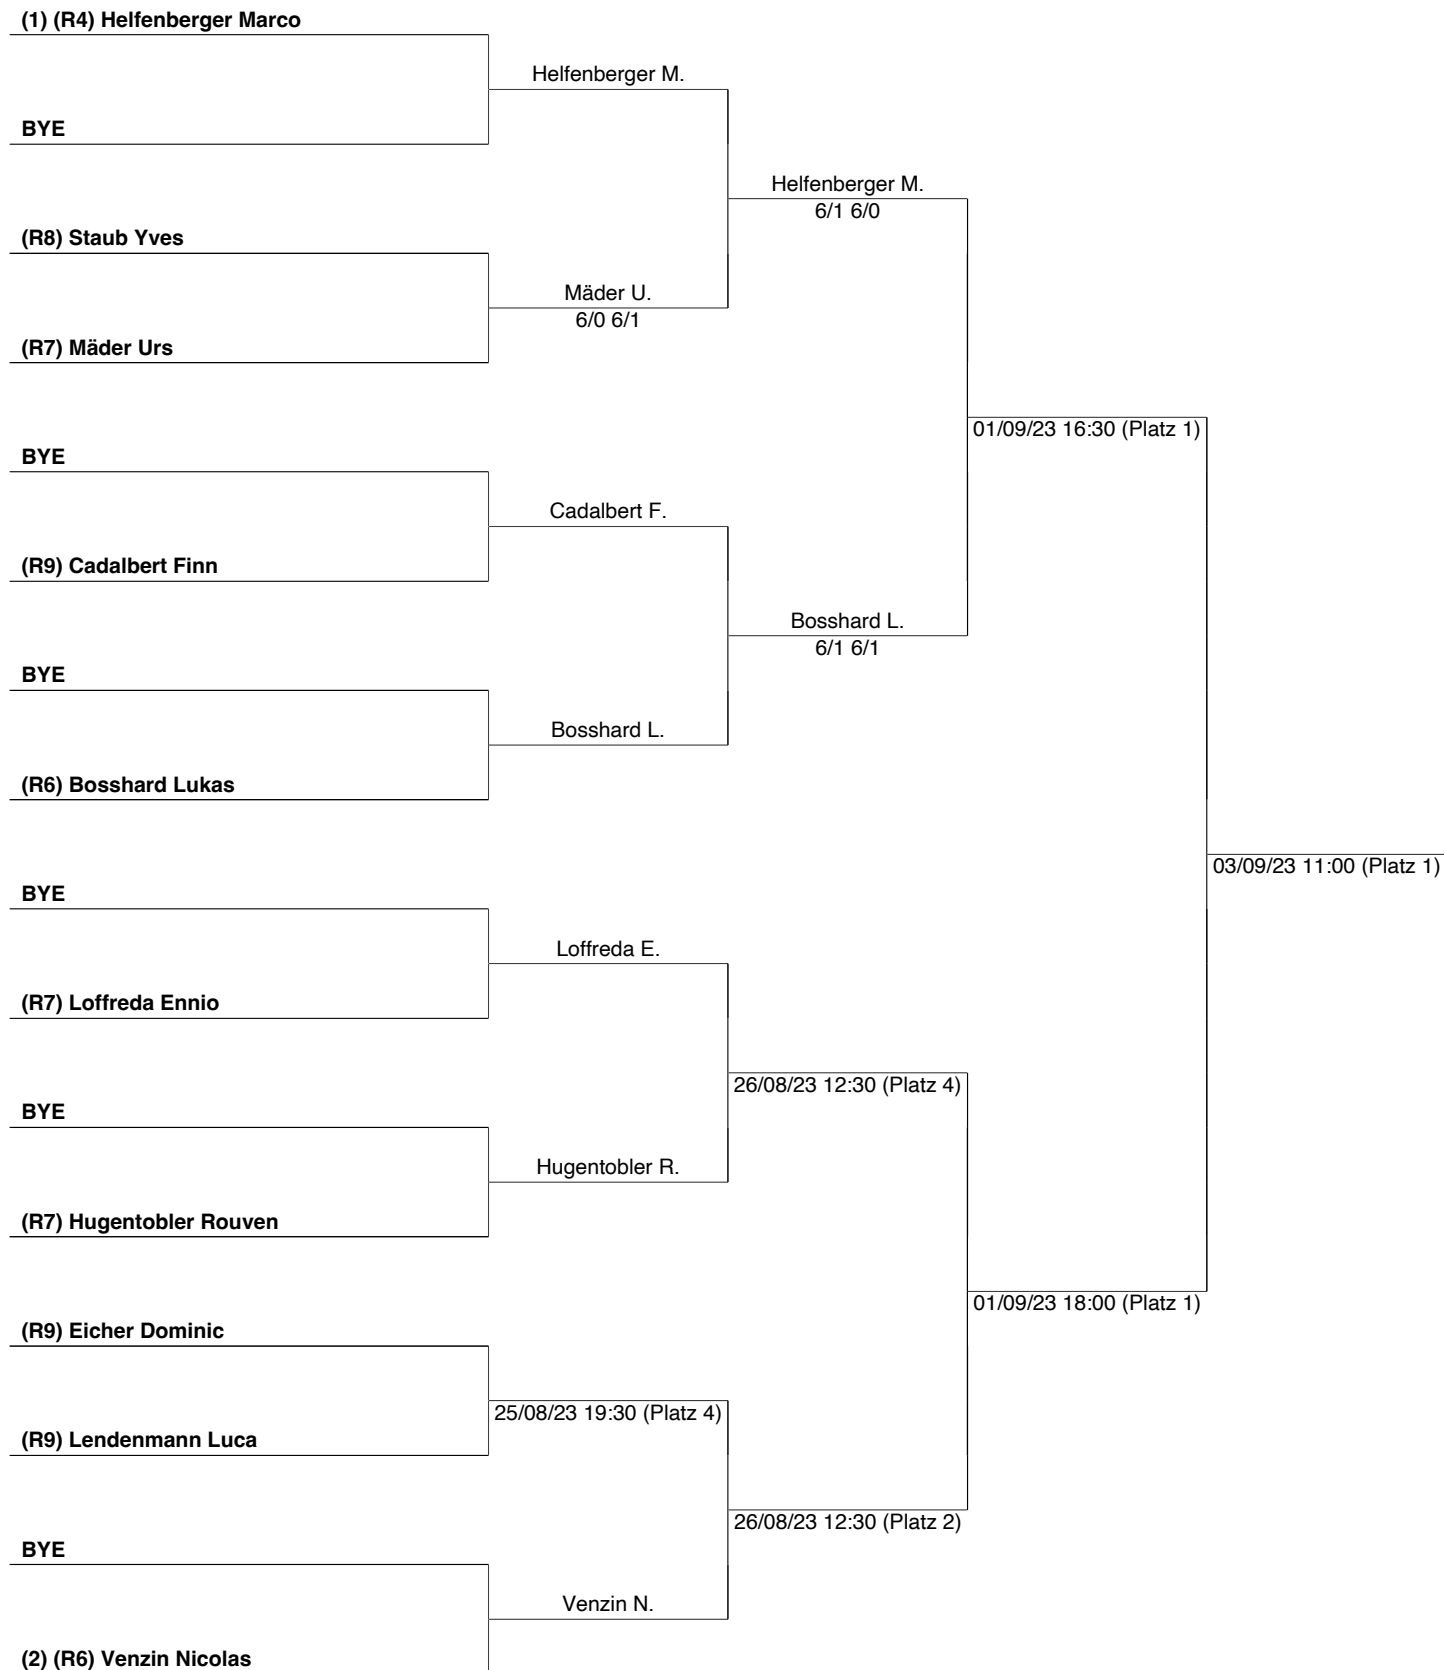 (1) (R4) Helfenberger Marco
Helfenberger M.
BYE
Helfenberger M.
6/1 6/0
(R8) Staub Yves
Mäder U.
6/0 6/1
(R7) Mäder Urs
01/09/23 16:30 (Platz 1)
BYE
Cadalbert F.
(R9) Cadalbert Finn
Bosshard L.
6/1 6/1
BYE
Bosshard L.
(R6) Bosshard Lukas
03/09/23 11:00 (Platz 1)
BYE
Loffreda E.
(R7) Loffreda Ennio
26/08/23 12:30 (Platz 4)
BYE
Hugentobler R.
(R7) Hugentobler Rouven
01/09/23 18:00 (Platz 1)
(R9) Eicher Dominic
25/08/23 19:30 (Platz 4)
(R9) Lendenmann Luca
26/08/23 12:30 (Platz 2)
BYE
Venzin N.
(2) (R6) Venzin Nicolas